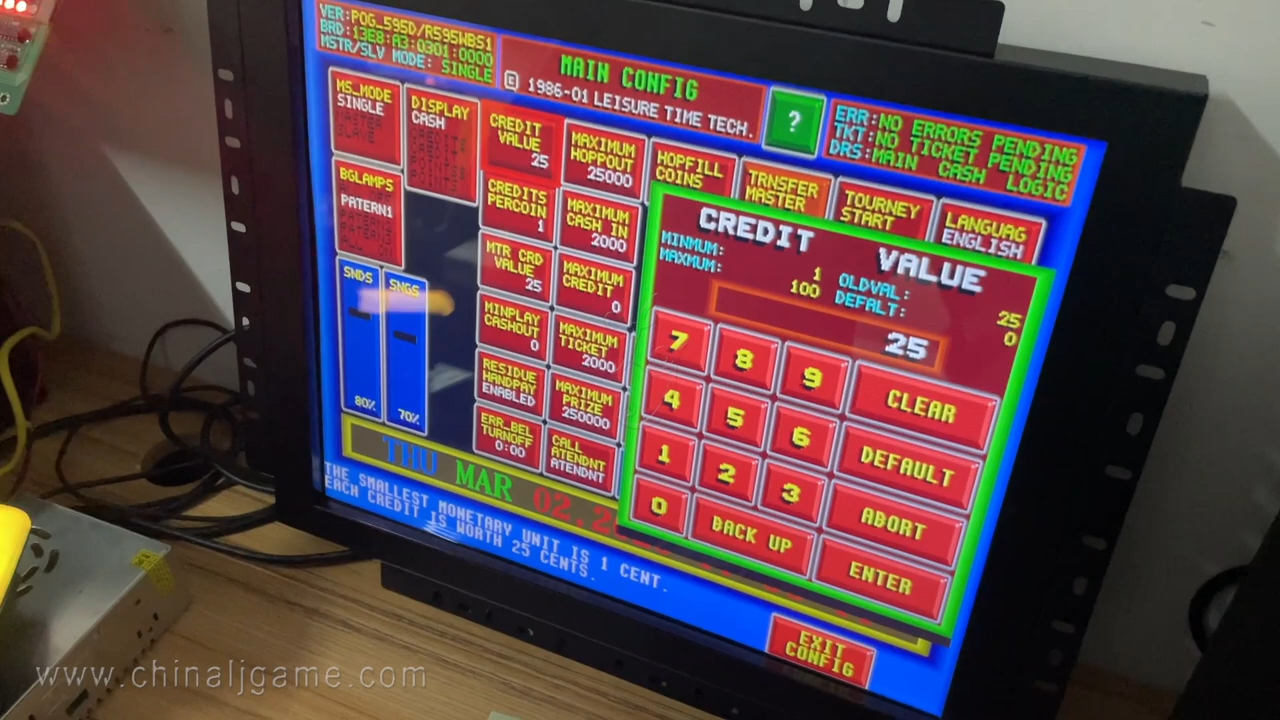 VER:POG_595D/R595WBS1
BRD:13E8:A3:0301:0000
MSTR/SLV MODE: SINGLE
MAIN CONFIG
© 1986-01 LEISURE TIME TECH.
?
ERR:NO ERRORS PENDING
TKT:NO TICKET PENDING
DRS:MAIN CASH LOGIC
MS_MODE
SINGLE
MASTER
SLAVE
DISPLAY
CASH
CREDIT
VALUE
25
MAXIMUM
HOPPOUT
25000
HOPFILL
COINS
TRNSFER
MASTER
TOURNEY
START
LANGUAG
ENGLISH
BGLAMPS
PATERN1
CREDITS
PERCOIN
1
MAXIMUM
CASH IN
2000
MTR CRD
VALUE
25
MAXIMUM
CREDIT
0
SNDS
80%
SNGS
70%
MINPLAY
CASHOUT
0
MAXIMUM
TICKET
2000
RESIDUE
HANDPAY
ENABLED
MAXIMUM
PRIZE
250000
ERR_BEL
TURNOFF
0:00
CALL
ATENDNT
ATENDNT
CREDIT VALUE
MINMUM: 1
MAXMUM: 100
OLDVAL: 25
DEFALT: 0
25
7 8 9 CLEAR
4 5 6 DEFAULT
1 2 3 ABORT
0 BACK UP ENTER
THU MAR 02.2
THE SMALLEST MONETARY UNIT IS 1 CENT.
EACH CREDIT IS WORTH 25 CENTS.
EXIT
CONFIG
www.chinaljgame.com